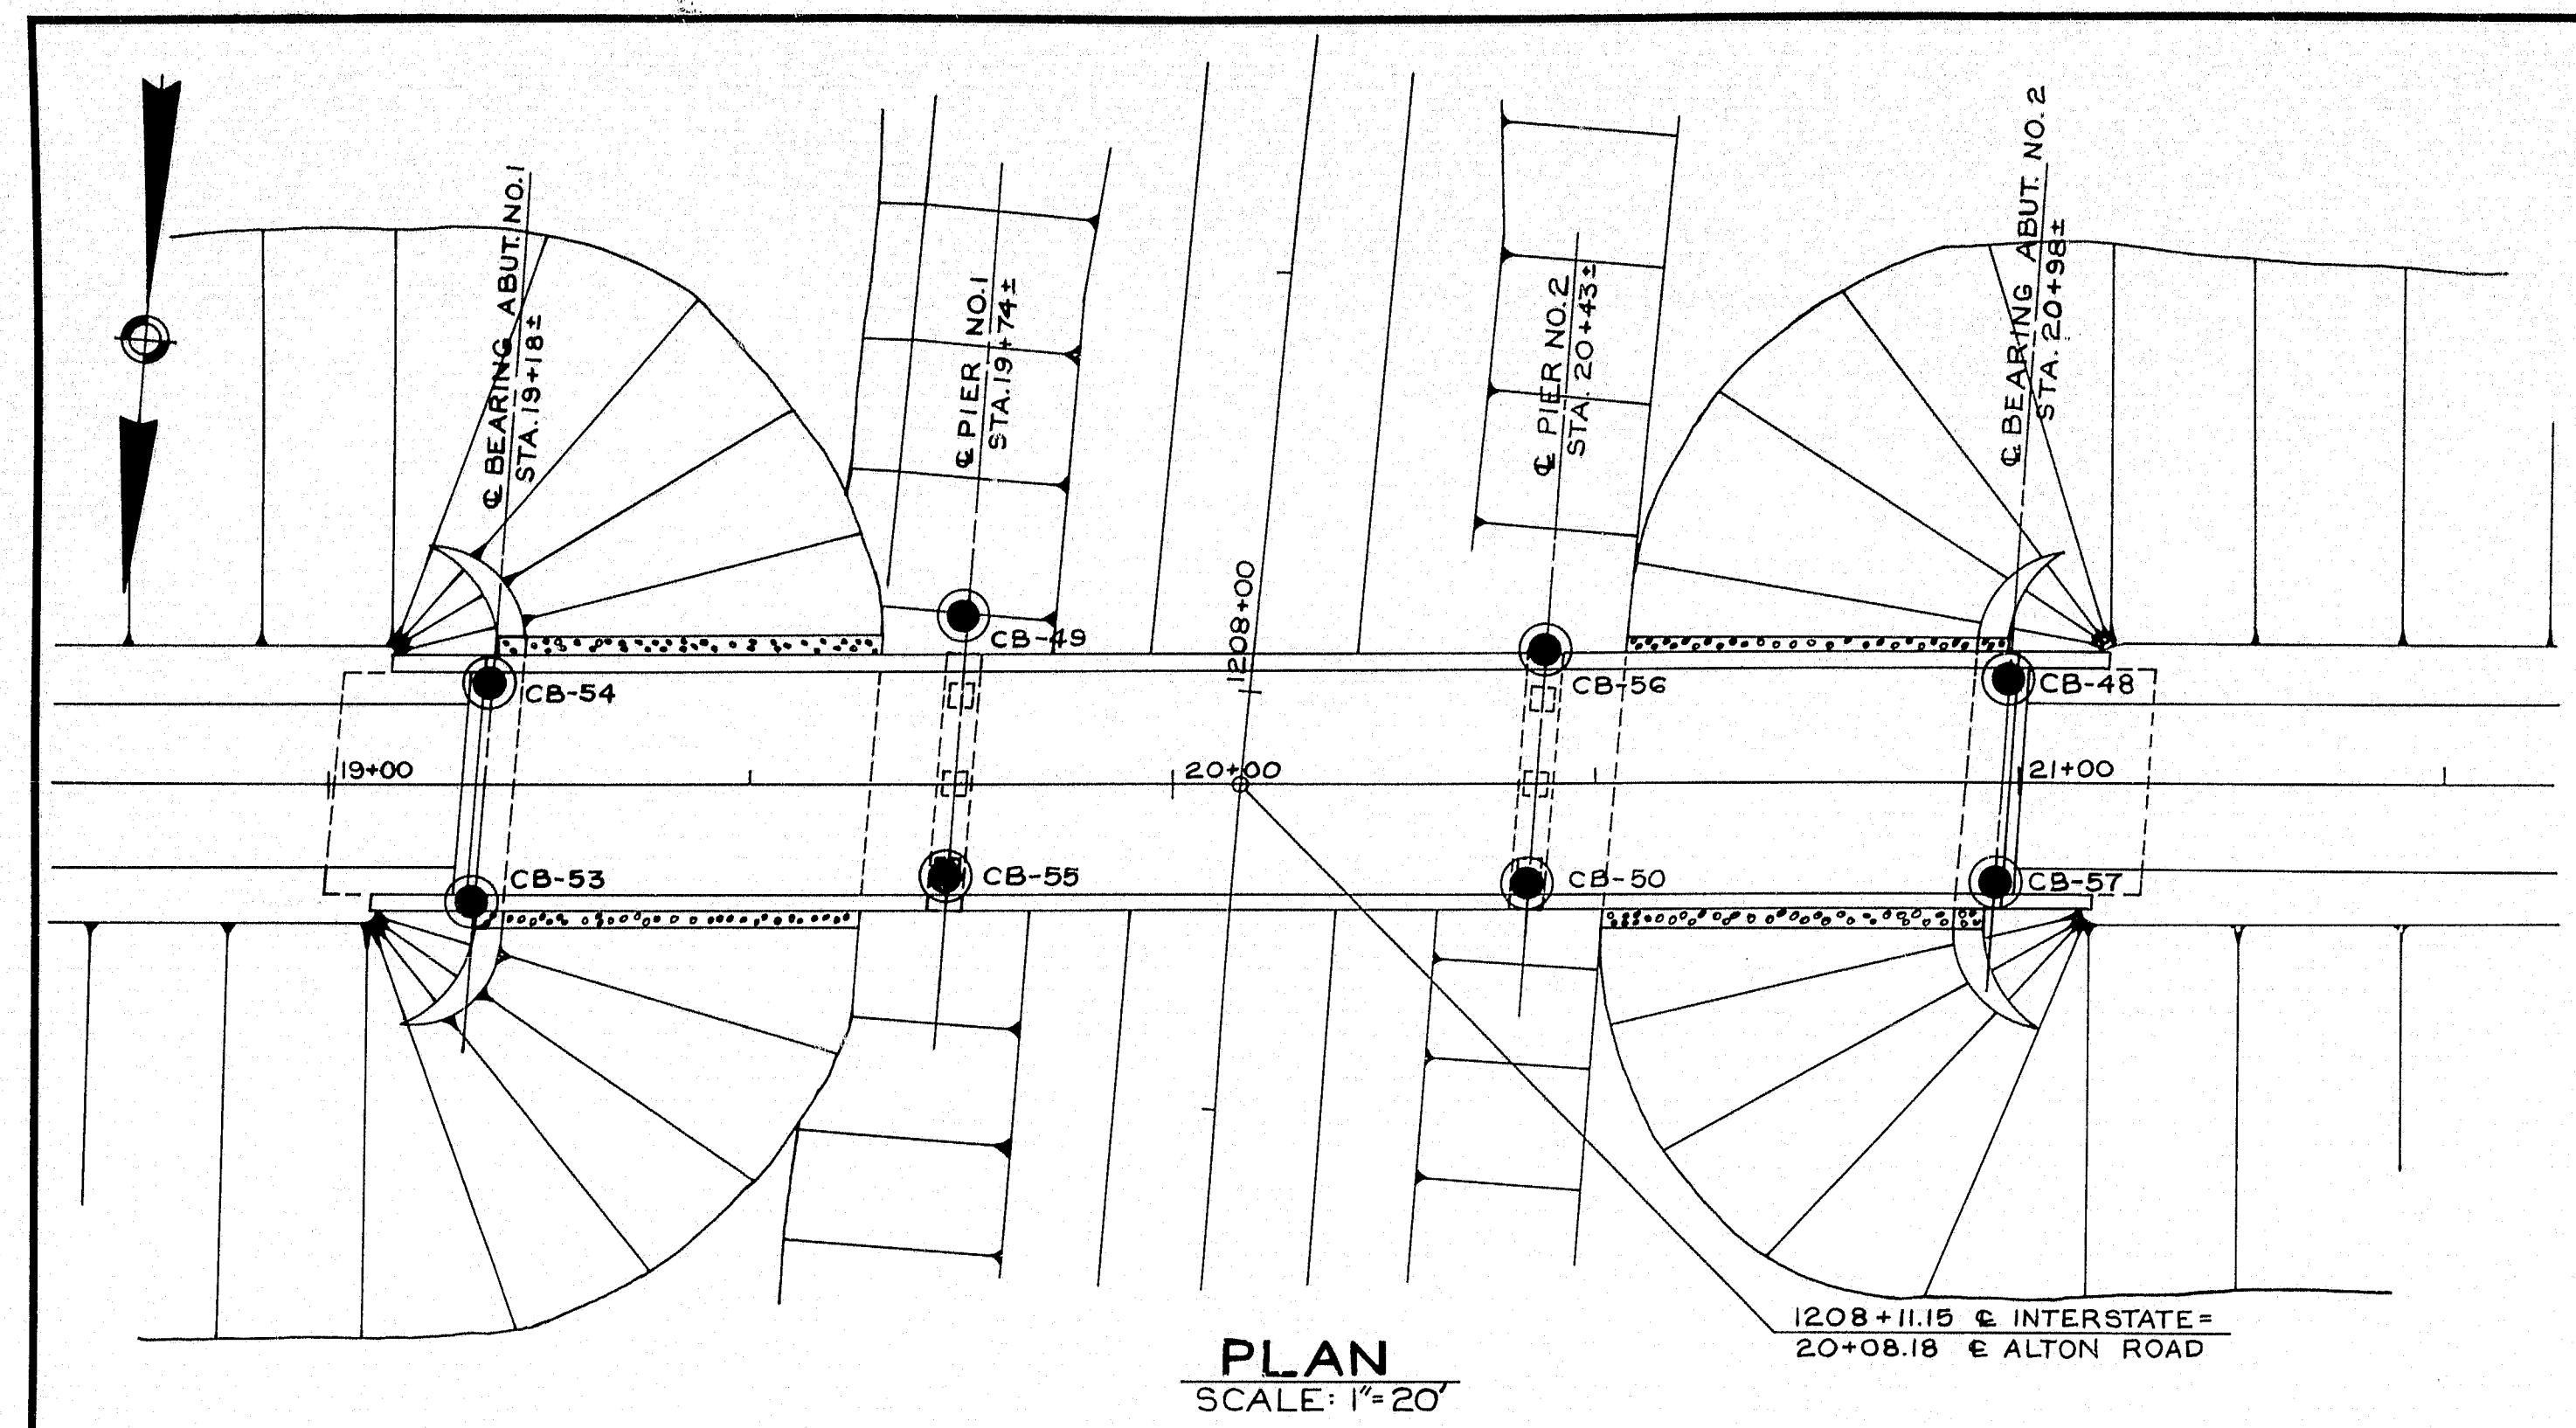 ℄ BEARING ABUT. NO.1
STA.19+18±
℄ PIER NO.1
STA.19+74±
℄ PIER NO.2
STA. 20+43±
℄ BEARING ABUT. NO. 2
STA. 20+98±
1208+00
CB-49
CB-54
CB-56
CB-48
19+00
20+00
21+00
CB-53
CB-55
CB-50
CB-57
1208+11.15 ℄ INTERSTATE=
20+08.18 ℄ ALTON ROAD
PLAN
SCALE: 1"=20'